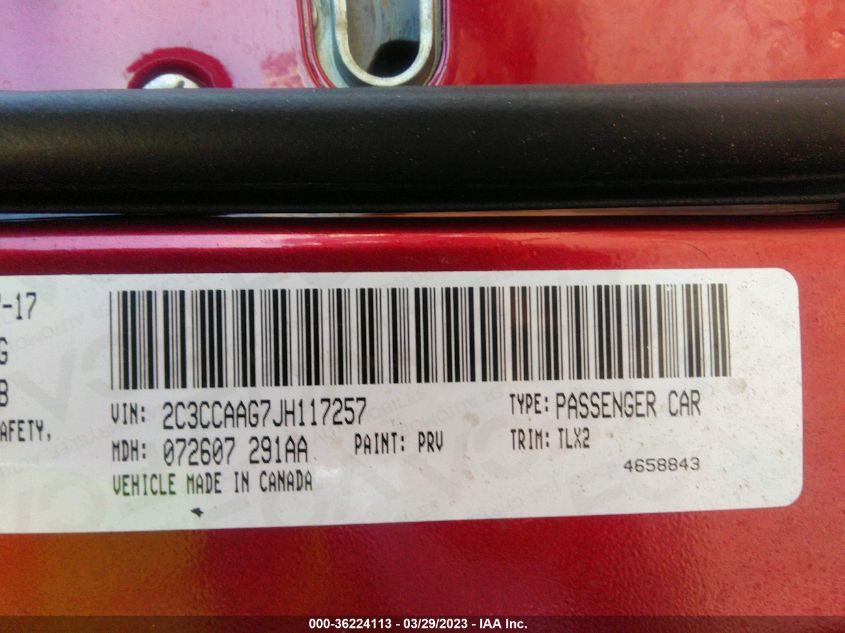 -17
G
B
AFETY,
VIN: 2C3CCAAG7JH117257 TYPE: PASSENGER CAR
MDH: 072607 291AA PAINT: PRV TRIM: TLX2
4658843
VEHICLE MADE IN CANADA
000-36224113 - 03/29/2023 - IAA Inc.